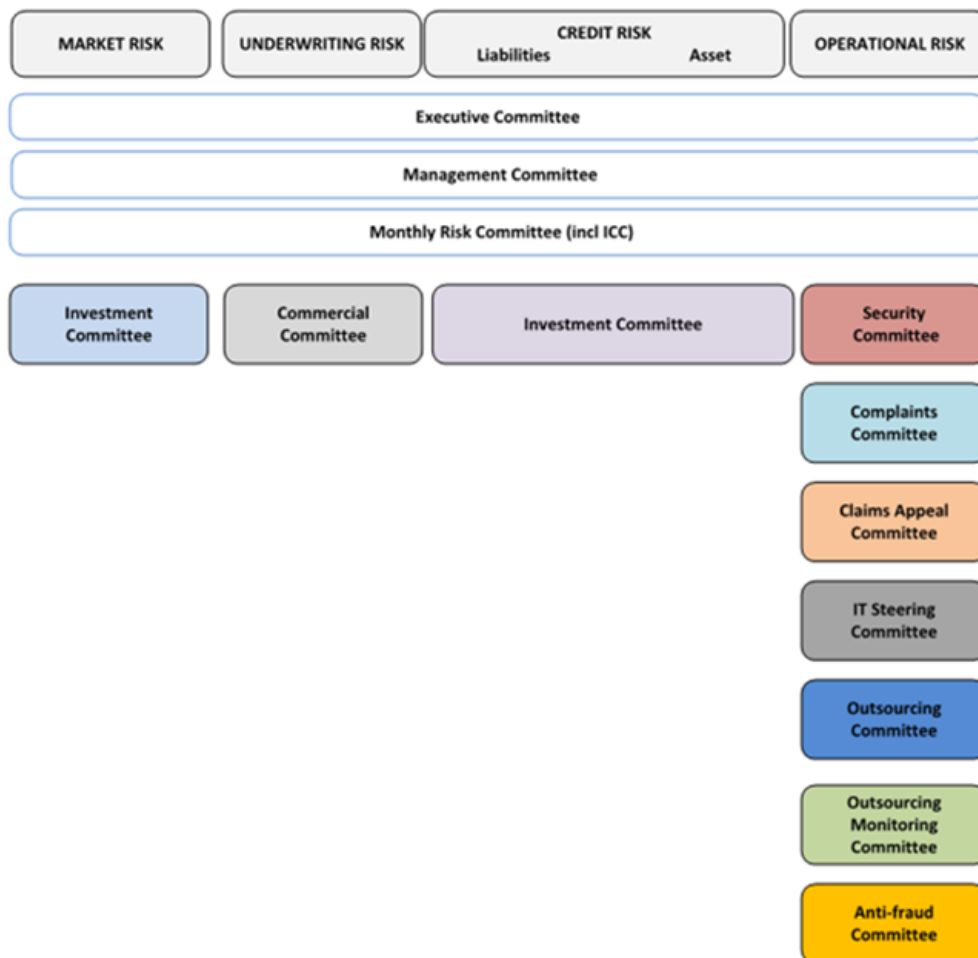 MARKET RISK
UNDERWRITING RISK
CREDIT RISK
Liabilities Asset
OPERATIONAL RISK
Executive Committee
Management Committee
Monthly Risk Committee (incl ICC)
Investment
Committee
Commercial
Committee
Investment Committee
Security
Committee
Complaints
Committee
Claims Appeal
Committee
IT Steering
Committee
Outsourcing
Committee
Outsourcing
Monitoring
Committee
Anti-fraud
Committee